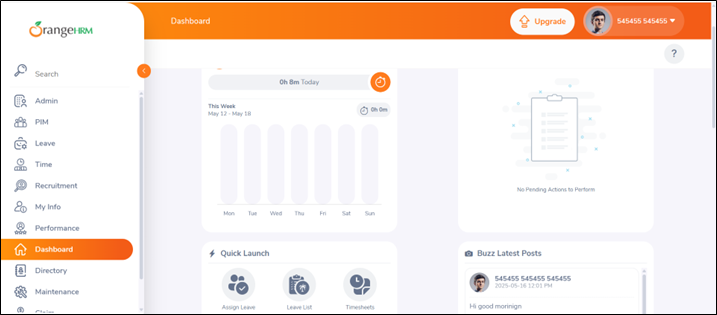 OrangeHRM
Dashboard
Upgrade
545455 545455
?
Search
Admin
PIM
Leave
Time
Recruitment
My Info
Performance
Dashboard
Directory
Maintenance
Claim
0h 8m Today
This Week
May 12 - May 18
0h 0m
Mon Tue Wed Thu Fri Sat Sun
No Pending Actions to Perform
Quick Launch
Assign Leave Leave List Timesheets
Buzz Latest Posts
545455 545455 545455
2025-05-16 12:01 PM
Hi good morinign